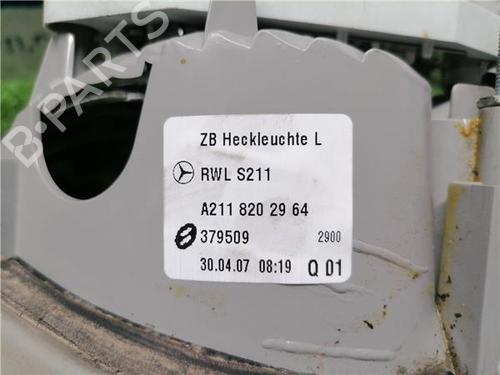 B-PARTS
ZB Heckleuchte L
RWL S211
A211 820 29 64
379509 2900
30.04.07 08:19 Q 01